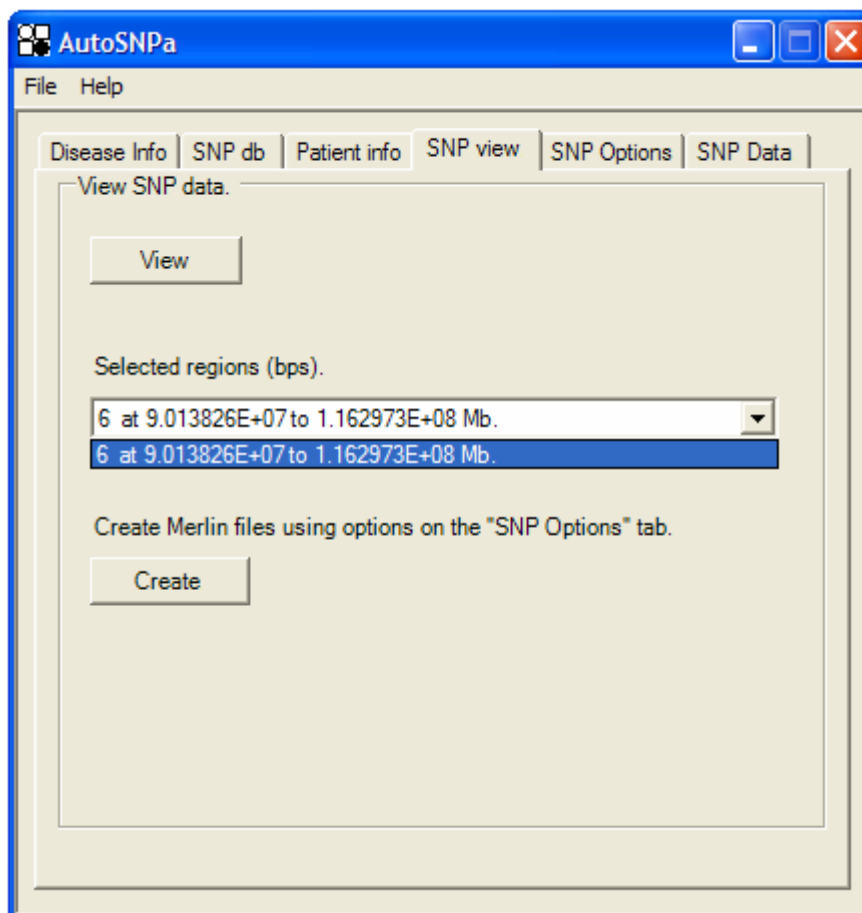 AutoSNPa
File Help
Disease Info SNP db Patient info SNP view SNP Options SNP Data
View SNP data.
View
Selected regions (bps).
6 at 9.013826E+07 to 1.162973E+08 Mb.
6 at 9.013826E+07 to 1.162973E+08 Mb.
Create Merlin files using options on the "SNP Options" tab.
Create